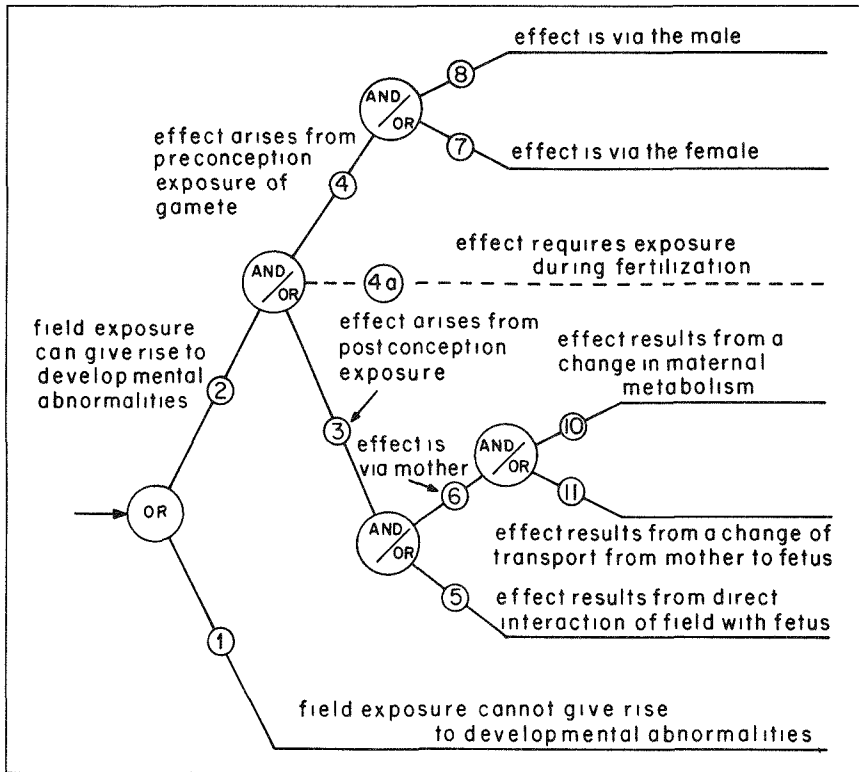 effect is via the male
8
AND/OR
effect arises from
preconception
exposure of
gamete
4
7
effect is via the female
effect requires exposure
during fertilization
AND/OR
4a
field exposure
can give rise to
developmental
abnormalities
2
effect arises from
post conception
exposure
3
effect results from a
change in maternal
metabolism
effect is
via mother
10
AND/OR
6
11
OR
AND/OR
effect results from a change of
transport from mother to fetus
5
effect results from direct
interaction of field with fetus
1
field exposure cannot give rise
to developmental abnormalities